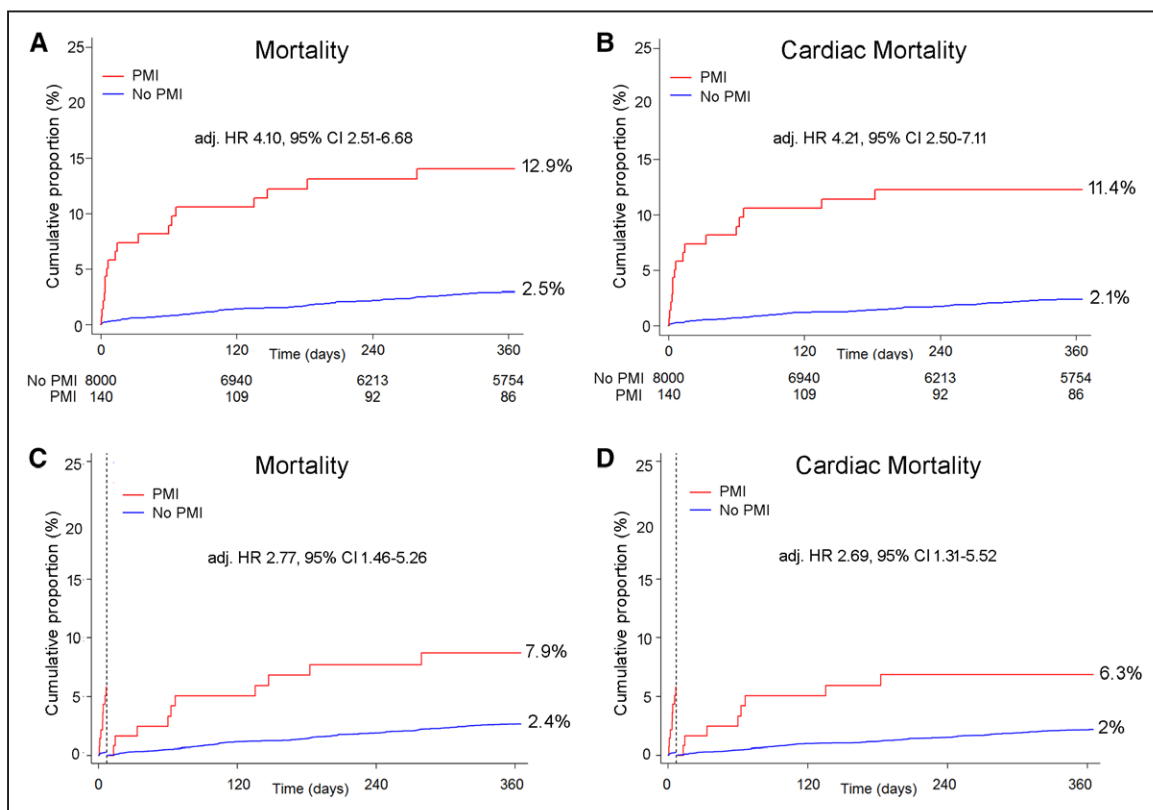 A
Mortality
25
20
15
10
5
0
Cumulative proportion (%)
PMI
No PMI
adj. HR 4.10, 95% CI 2.51-6.68
12.9%
2.5%
0 120 240 360
Time (days)
No PMI 8000 6940 6213 5754
PMI 140 109 92 86
B
Cardiac Mortality
25
20
15
10
5
0
Cumulative proportion (%)
PMI
No PMI
adj. HR 4.21, 95% CI 2.50-7.11
11.4%
2.1%
0 120 240 360
Time (days)
No PMI 8000 6940 6213 5754
PMI 140 109 92 86
C
Mortality
25
20
15
10
5
0
Cumulative proportion (%)
PMI
No PMI
adj. HR 2.77, 95% CI 1.46-5.26
7.9%
2.4%
0 120 240 360
Time (days)
D
Cardiac Mortality
25
20
15
10
5
0
Cumulative proportion (%)
PMI
No PMI
adj. HR 2.69, 95% CI 1.31-5.52
6.3%
2%
0 120 240 360
Time (days)